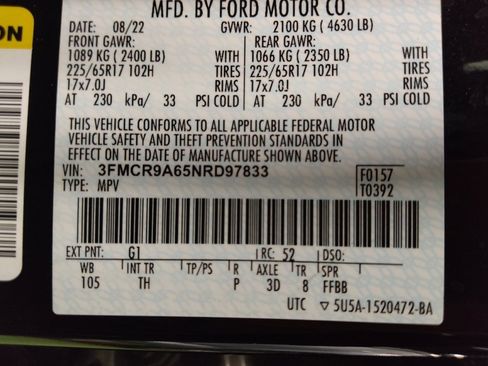 ON
MFD. BY FORD MOTOR CO.
DATE: 08/22 GVWR: 2100 KG ( 4630 LB)
FRONT GAWR: REAR GAWR:
1089 KG ( 2400 LB) WITH 1066 KG ( 2350 LB) WITH
225/65R17 102H TIRES 225/65R17 102H TIRES
17x7.0J RIMS 17x7.0J RIMS
AT 230 kPa/ 33 PSI COLD AT 230 kPa/ 33 PSI COLD
THIS VEHICLE CONFORMS TO ALL APPLICABLE FEDERAL MOTOR
VEHICLE SAFETY AND THEFT PREVENTION STANDARDS IN
EFFECT ON THE DATE OF MANUFACTURE SHOWN ABOVE.
VIN: 3FMCR9A65NRD97833 F0157
TYPE: MPV T0392
EXT PNT: G1 RC: 52 DSO:
WB INT TR TP/PS R AXLE TR SPR
105 TH P 3D 8 FFBB
UTC ▽ 5U5A-1520472-BA